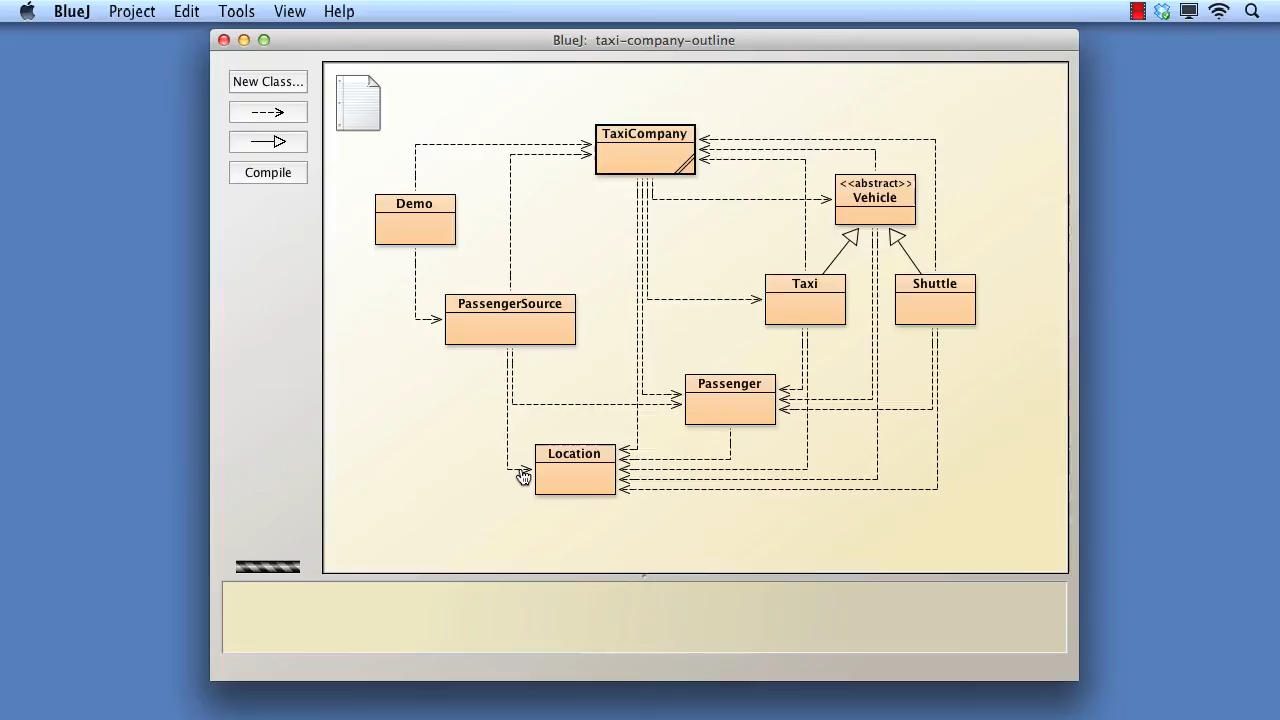 BlueJ Project Edit Tools View Help
BlueJ: taxi-company-outline
New Class...
Compile
TaxiCompany
<<abstract>>
Vehicle
Demo
Taxi
Shuttle
PassengerSource
Passenger
Location